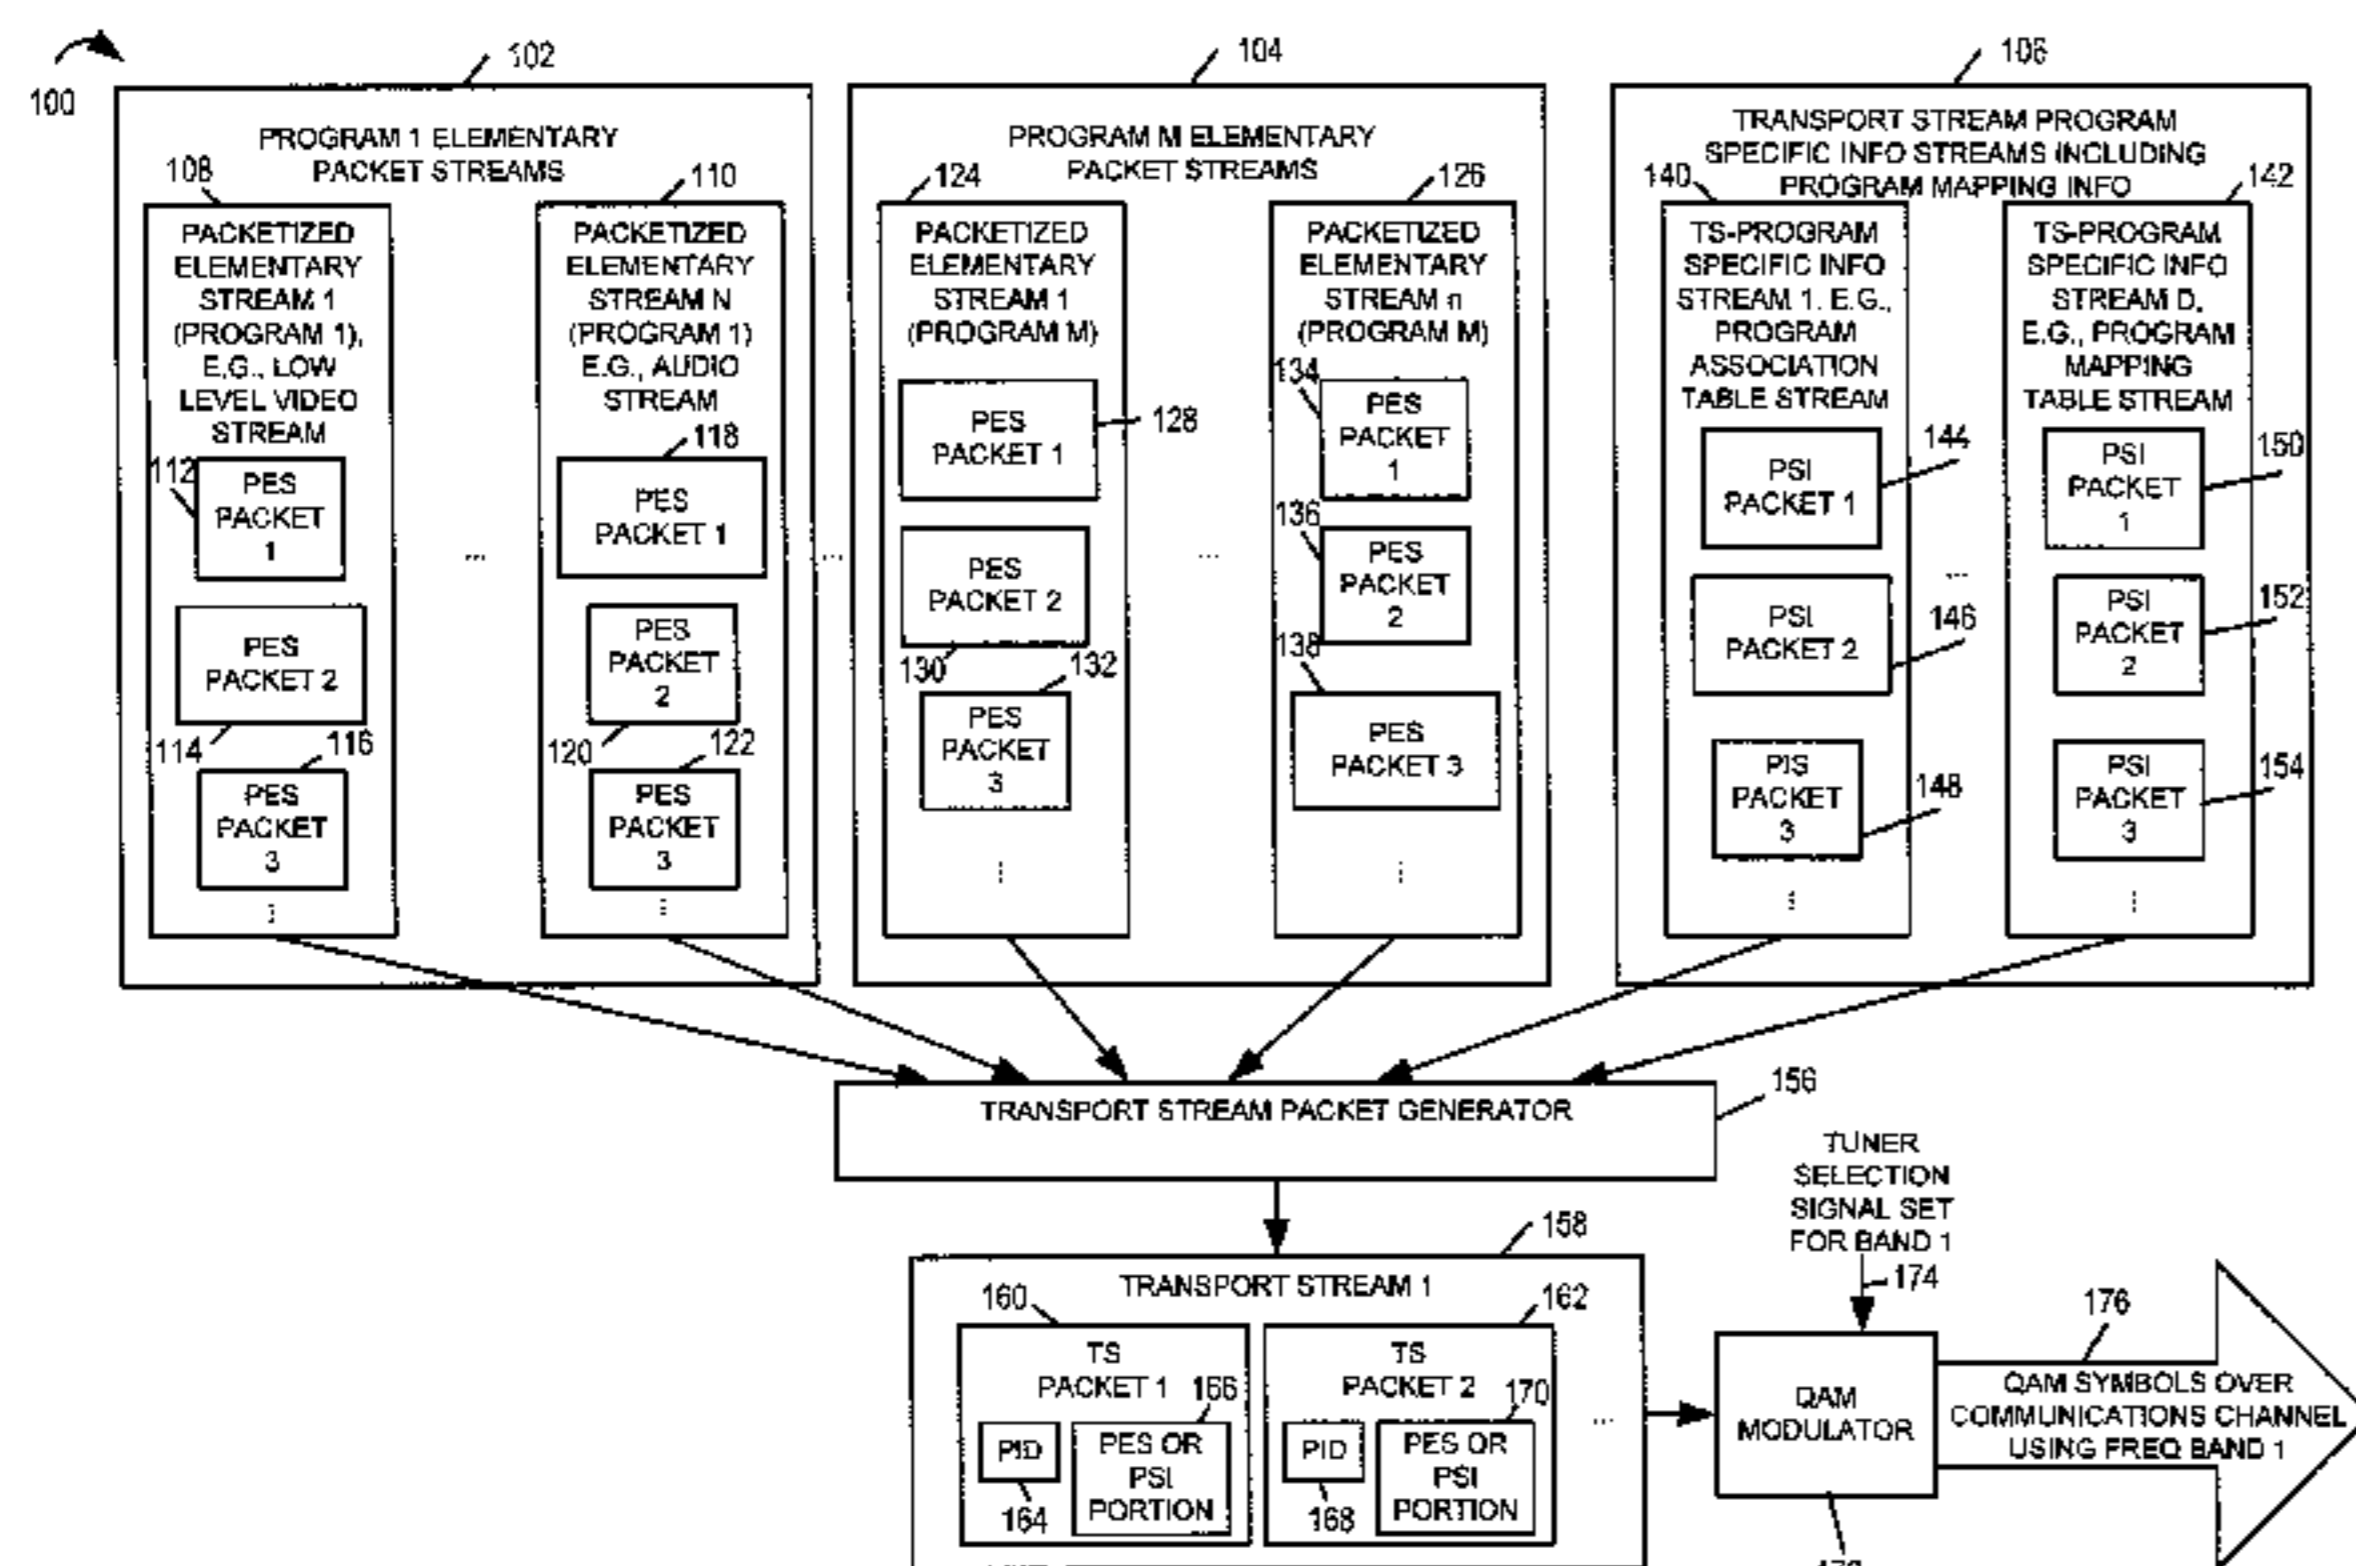 100
102
104
106
PROGRAM 1 ELEMENTARY
PACKET STREAMS
108
110
PACKETIZED
ELEMENTARY
STREAM 1
(PROGRAM 1),
E.G., LOW
LEVEL VIDEO
STREAM
112
PES
PACKET
1
PES
PACKET 2
114
116
PES
PACKET
3
...
PACKETIZED
ELEMENTARY
STREAM N
(PROGRAM 1)
E.G., AUDIO
STREAM
118
PES
PACKET 1
PES
PACKET
2
120
122
PES
PACKET
3
...
PROGRAM M ELEMENTARY
PACKET STREAMS
124
126
PACKETIZED
ELEMENTARY
STREAM 1
(PROGRAM M)
PES
PACKET 1
128
PES
PACKET 2
130
132
PES
PACKET
3
...
PACKETIZED
ELEMENTARY
STREAM n
(PROGRAM M)
134
PES
PACKET
1
136
PES
PACKET
2
138
PES
PACKET 3
TRANSPORT STREAM PROGRAM
SPECIFIC INFO STREAMS INCLUDING
PROGRAM MAPPING INFO
140
142
TS-PROGRAM
SPECIFIC INFO
STREAM 1. E.G.,
PROGRAM
ASSOCIATION
TABLE STREAM
144
PSI
PACKET 1
PSI
PACKET 2
146
PIS
PACKET
3
148
...
TS-PROGRAM
SPECIFIC INFO
STREAM D,
E.G., PROGRAM
MAPPING
TABLE STREAM
150
PSI
PACKET
1
PSI
PACKET
2
152
PSI
PACKET
3
154
TRANSPORT STREAM PACKET GENERATOR
156
158
TRANSPORT STREAM 1
160
162
TS
PACKET 1
166
PID
164
PES OR
PSI
PORTION
TS
PACKET 2
170
PID
168
PES OR
PSI
PORTION
...
TUNER
SELECTION
SIGNAL SET
FOR BAND 1
174
QAM
MODULATOR
176
QAM SYMBOLS OVER
COMMUNICATIONS CHANNEL
USING FREQ BAND 1